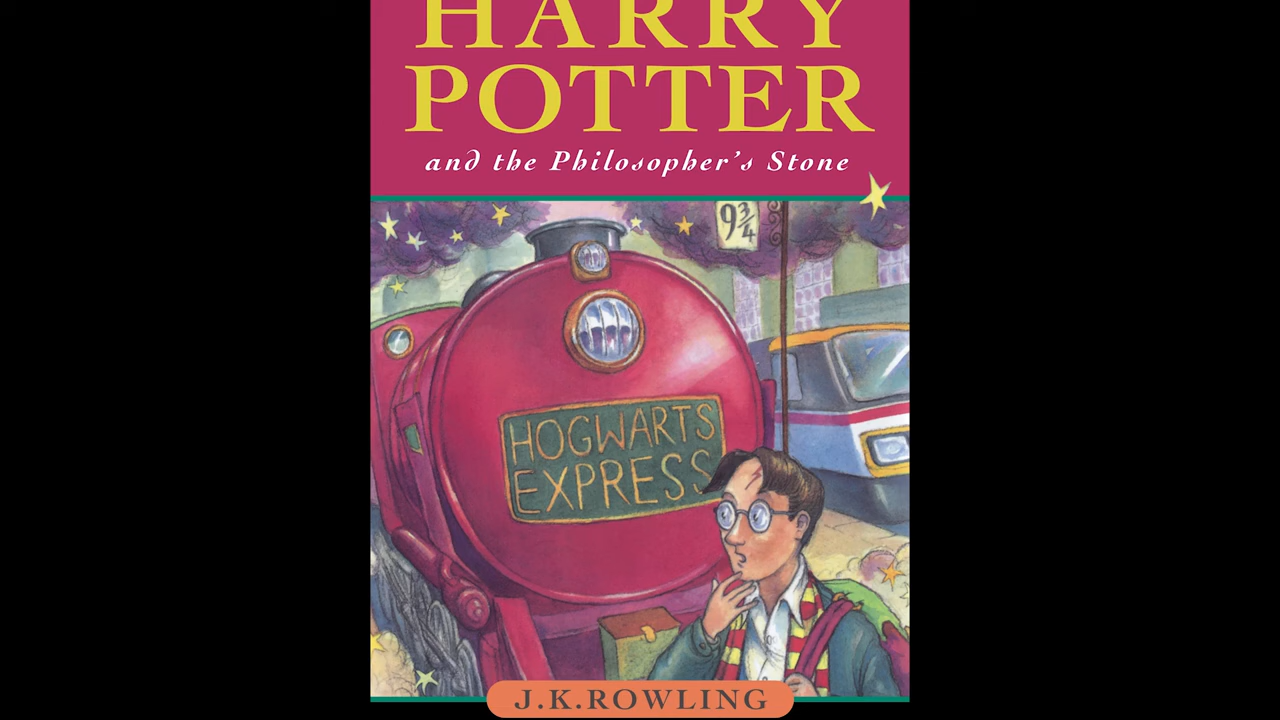 HARRY
POTTER
and the Philosopher's Stone
9¾
HOGWARTS
EXPRESS
J.K.ROWLING